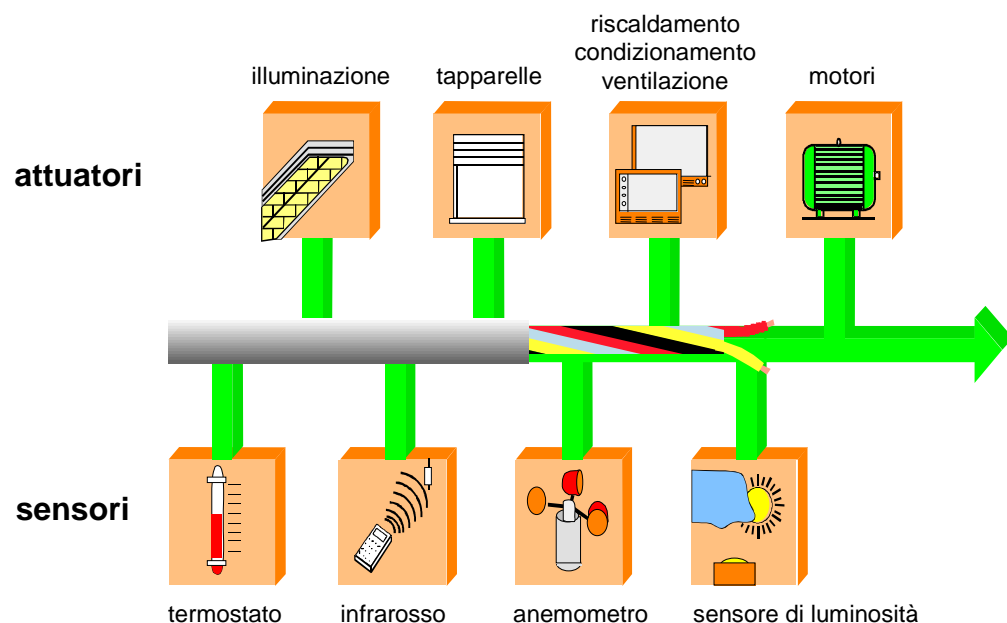 riscaldamento
condizionamento
illuminazione tapparelle ventilazione motori
attuatori
sensori
termostato infrarosso anemometro sensore di luminosità